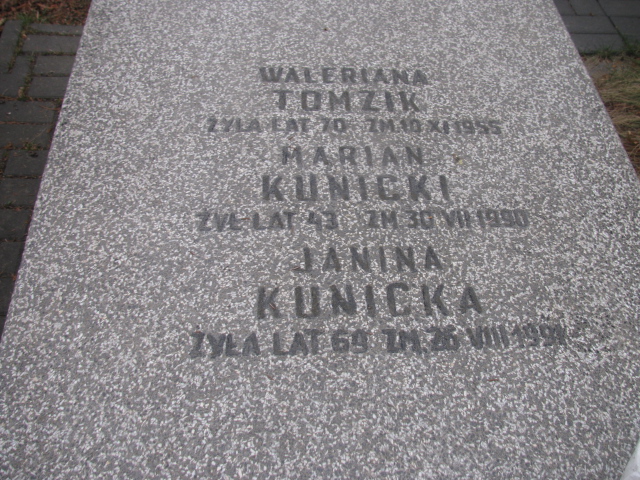 WALERIANA
TOMZIK
ŻYŁA LAT 70 ZM 10 XI 1955
MARIAN
KUNICKI
ŻYŁ LAT 43 ZM 30 VII 1990
JANINA
KUNICKA
ŻYŁA LAT 69 ZM. 26 VIII